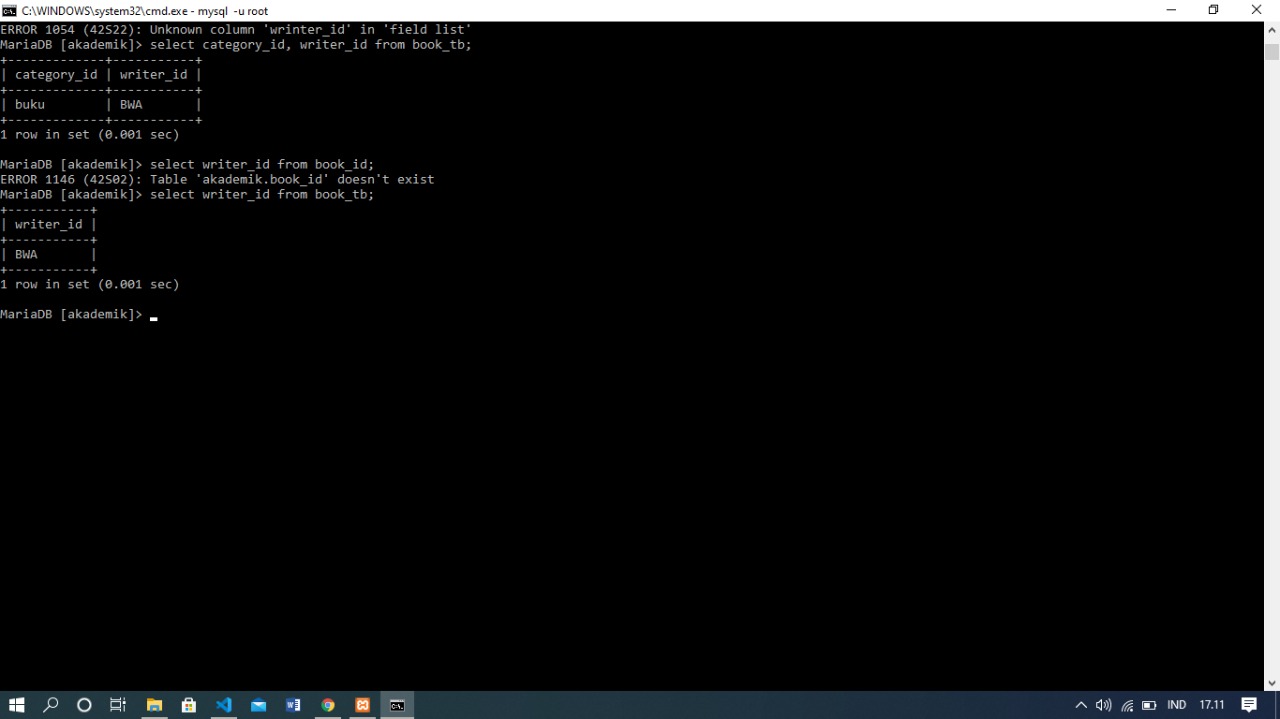 C:\WINDOWS\system32\cmd.exe - mysql  -u root
ERROR 1054 (42S22): Unknown column 'wrinter_id' in 'field list'
MariaDB [akademik]> select category_id, writer_id from book_tb;
+-------------+-----------+
| category_id | writer_id |
+-------------+-----------+
| buku        | BWA       |
+-------------+-----------+
1 row in set (0.001 sec)
MariaDB [akademik]> select writer_id from book_id;
ERROR 1146 (42S02): Table 'akademik.book_id' doesn't exist
MariaDB [akademik]> select writer_id from book_tb;
+-----------+
| writer_id |
+-----------+
| BWA       |
+-----------+
1 row in set (0.001 sec)
MariaDB [akademik]>
IND 17.11